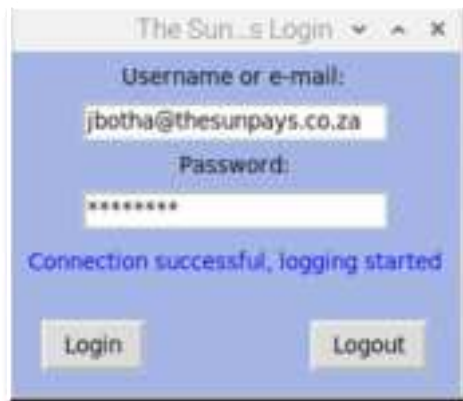 The Sun...s Login
Username or e-mail:
jbotha@thesunpays.co.za
Password:
********
Connection successful, logging started
Login Logout